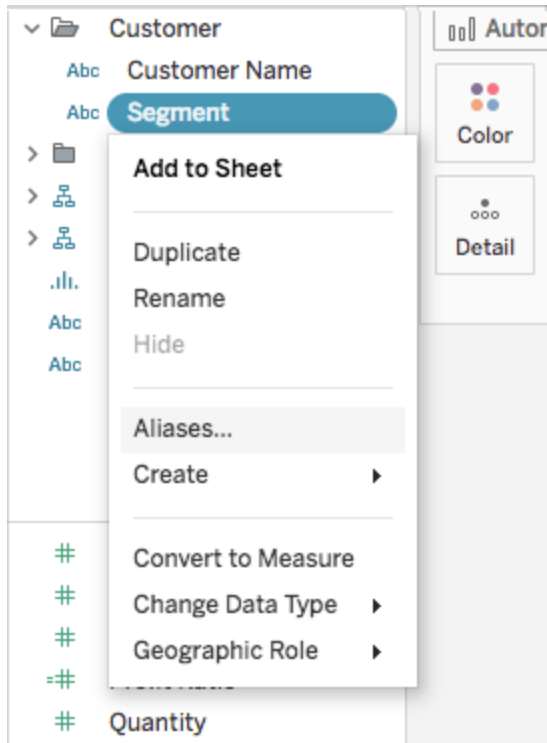 Customer
Abc Customer Name
Abc Segment
Add to Sheet
Duplicate
Rename
Hide
Abc
Abc
Aliases...
Create
Convert to Measure
Change Data Type
Geographic Role
Quantity
Color
Detail